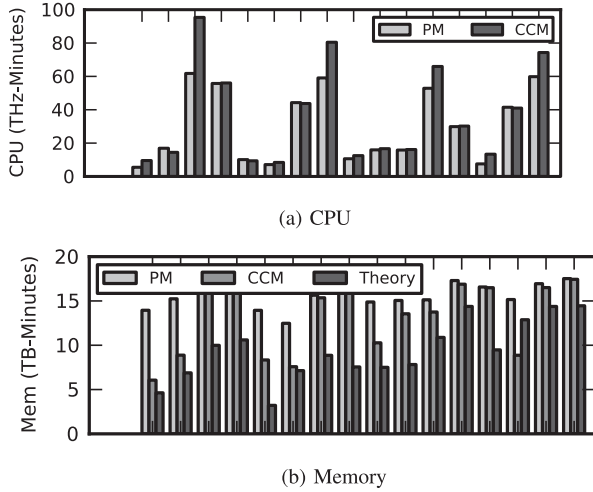 CPU (THz-Minutes)
100
80
60
40
20
0
PM CCM
(a) CPU
Mem (TB-Minutes)
20
15
10
5
0
PM CCM Theory
(b) Memory